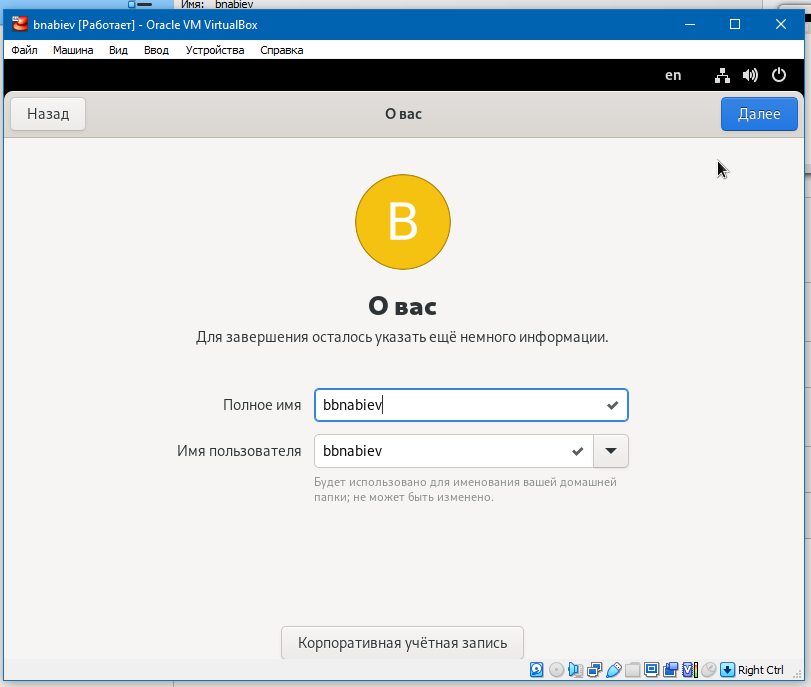 Имя: bnabiev
bnabiev [Работает] - Oracle VM VirtualBox
Файл Машина Вид Ввод Устройства Справка
en
Назад О вас Далее
B
О вас
Для завершения осталось указать ещё немного информации.
Полное имя bbnabiev
Имя пользователя bbnabiev
Будет использовано для именования вашей домашней
папки; не может быть изменено.
Корпоративная учётная запись
Right Ctrl